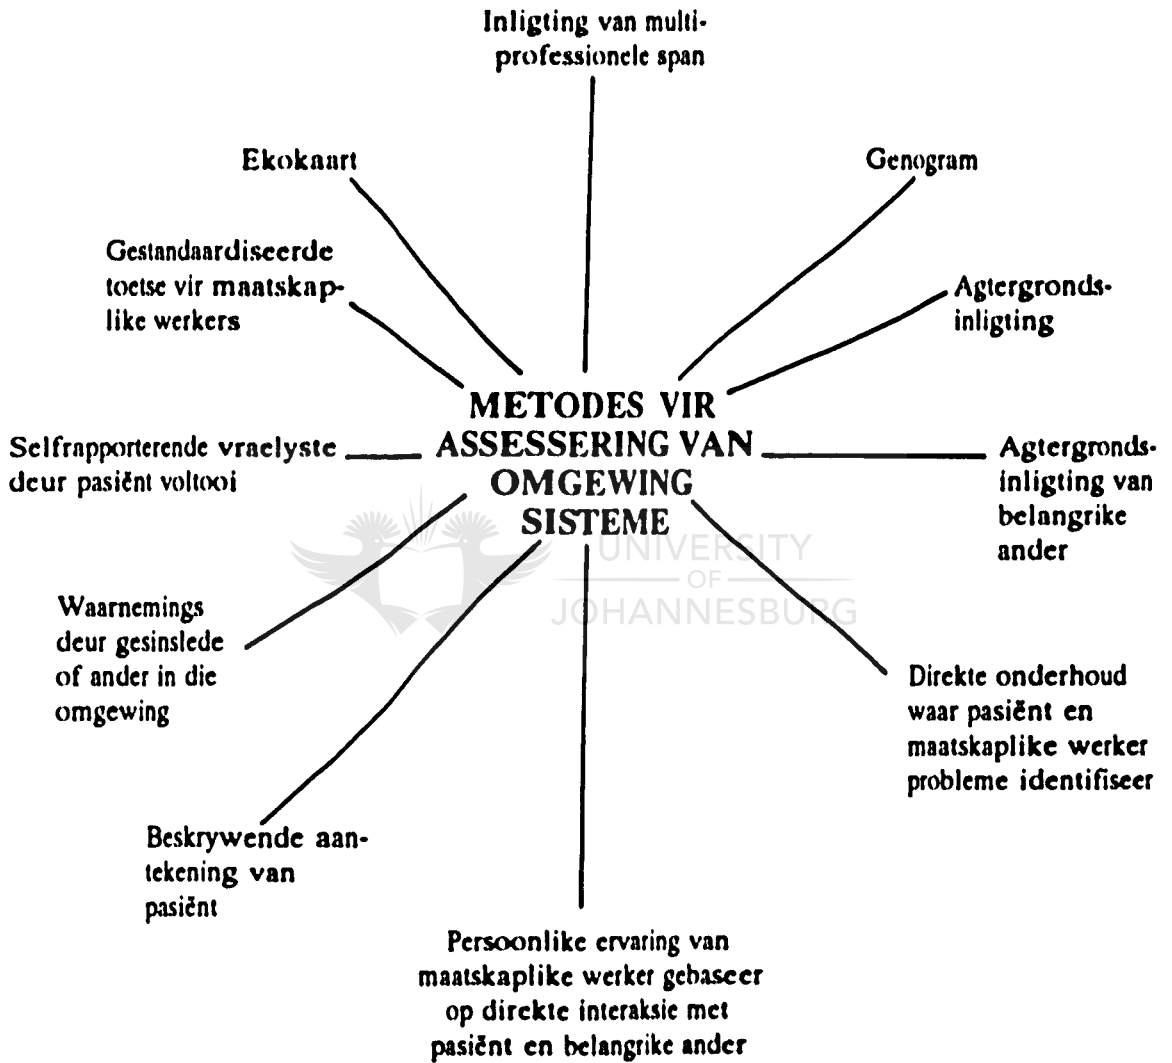 Inligting van multi-
professionele span
Ekokaart
Genogram
Gestandaardiseerde
toetse vir maatskap-
like werkers
Agtergronds-
inligting
METODES VIR
ASSESSERING VAN
OMGEWING
SISTEME
Selfrapporterende vraelyste
deur pasiënt voltooi
Agtergronds-
inligting van
belangrike
ander
UNIVERSITY
OF
JOHANNESBURG
Waarnemings
deur gesinslede
of ander in die
omgewing
Direkte onderhoud
waar pasiënt en
maatskaplike werker
probleme identifiseer
Beskrywende aan-
tekening van
pasiënt
Persoonlike ervaring van
maatskaplike werker gebaseer
op direkte interaksie met
pasiënt en belangrike ander